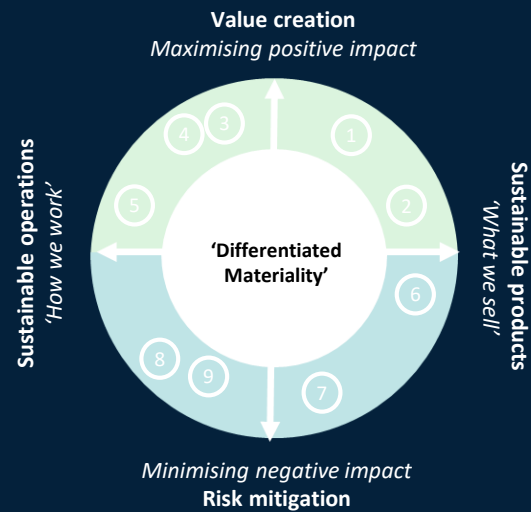 Value creation
Maximising positive impact
3
1
4
5
2
Sustainable operations
'How we work'
‘Differentiated
Materiality’
Sustainable products
'What we sell'
6
8
9
7
Minimising negative impact
Risk mitigation